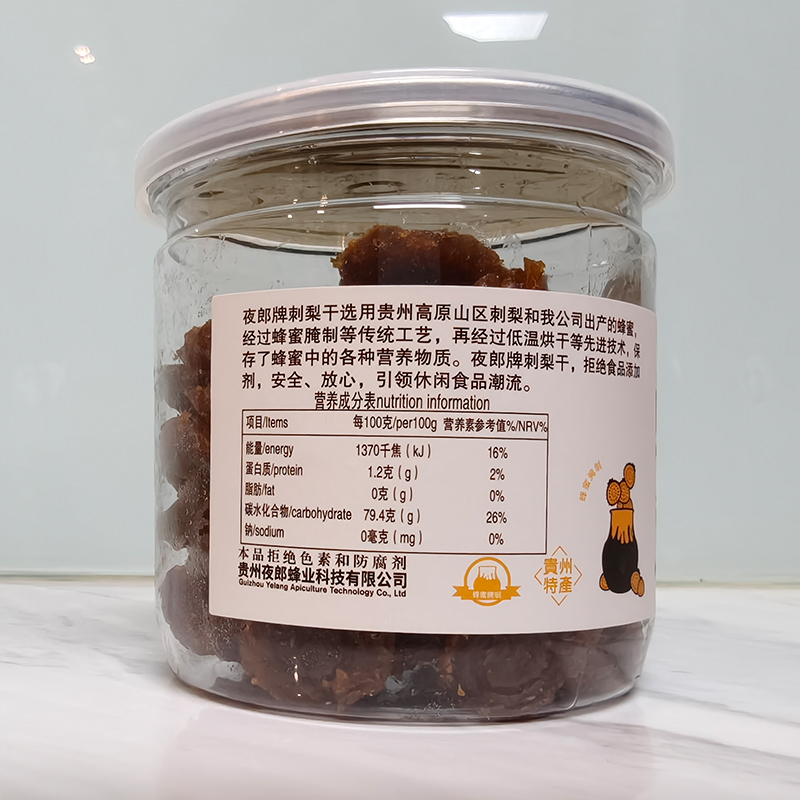 夜郎牌刺梨干选用贵州高原山区刺梨和我公司出产的蜂蜜，
经过蜂蜜腌制等传统工艺，再经过低温烘干等先进技术，保
存了蜂蜜中的各种营养物质。夜郎牌刺梨干，拒绝食品添加
剂，安全、放心，引领休闲食品潮流。
营养成分表nutrition information
项目/Items 每100克/per100g 营养素参考值%/NRV%
能量/energy 1370千焦（kJ） 16%
蛋白质/protein 1.2克（g） 2%
脂肪/fat 0克（g） 0%
碳水化合物/carbohydrate 79.4克（g） 26%
钠/sodium 0毫克（mg） 0%
本品拒绝色素和防腐剂
贵州夜郎蜂业科技有限公司
Guizhou Yelang Apiculture Technology Co., Ltd
貴州
特產